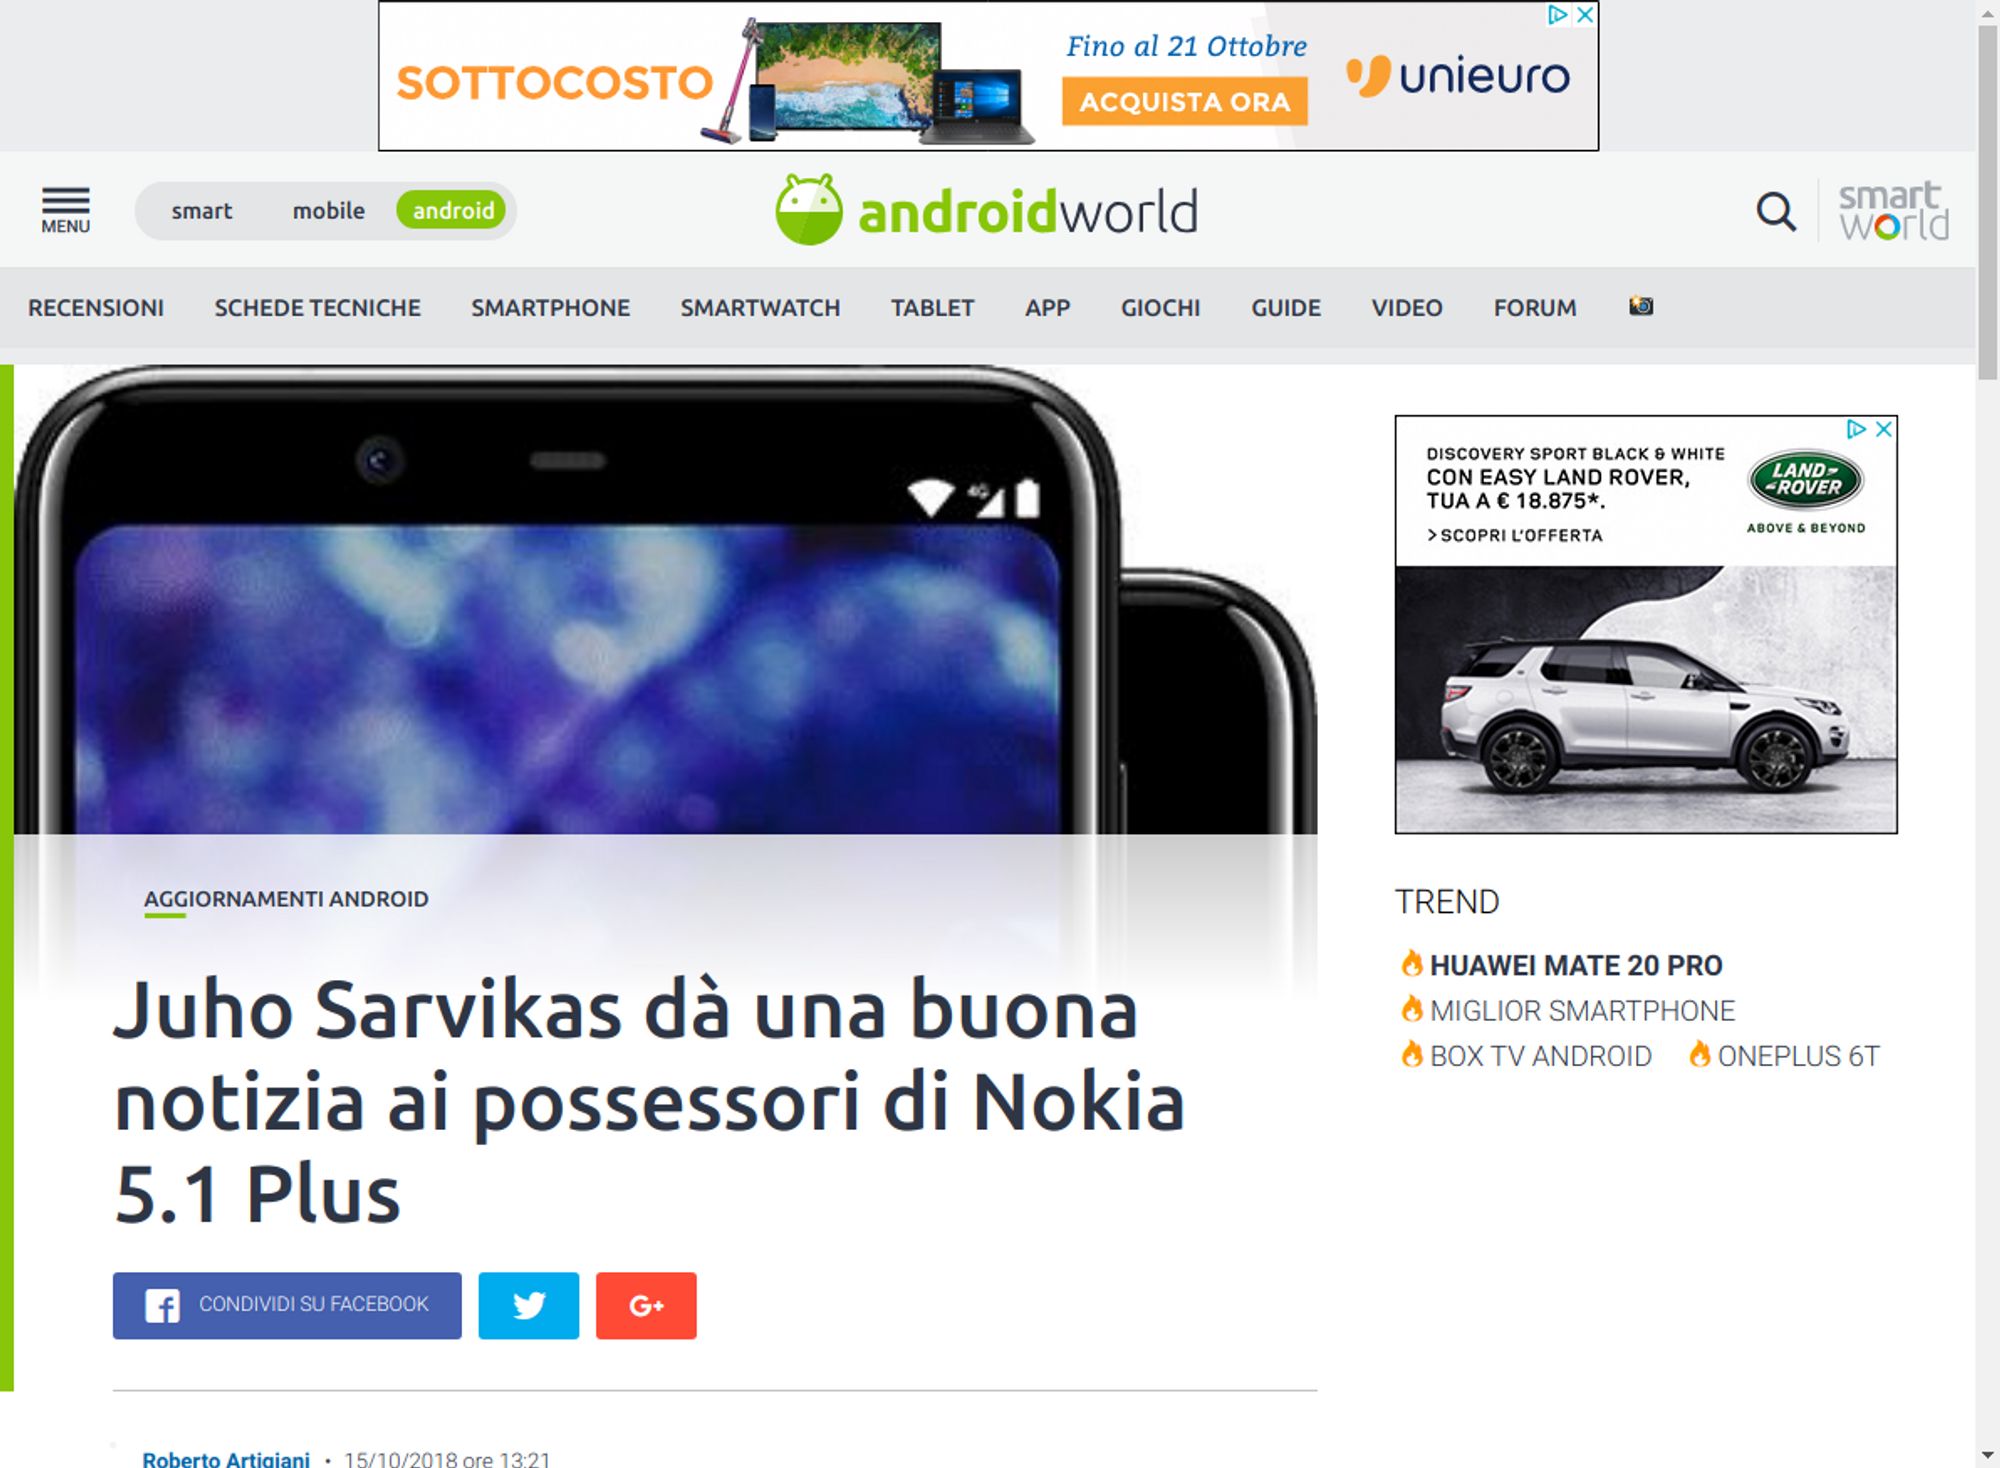 SOTTOCOSTO
Fino al 21 Ottobre
ACQUISTA ORA
unieuro
MENU
smart mobile android
androidworld
smart
world
RECENSIONI SCHEDE TECNICHE SMARTPHONE SMARTWATCH TABLET APP GIOCHI GUIDE VIDEO FORUM
4G
DISCOVERY SPORT BLACK & WHITE
CON EASY LAND ROVER,
TUA A € 18.875*.
> SCOPRI L'OFFERTA
LAND-
-ROVER
ABOVE & BEYOND
AGGIORNAMENTI ANDROID
Juho Sarvikas dà una buona
notizia ai possessori di Nokia
5.1 Plus
CONDIVIDI SU FACEBOOK
G+
Roberto Artigiani • 15/10/2018 ore 13:21
TREND
HUAWEI MATE 20 PRO
MIGLIOR SMARTPHONE
BOX TV ANDROID ONEPLUS 6T